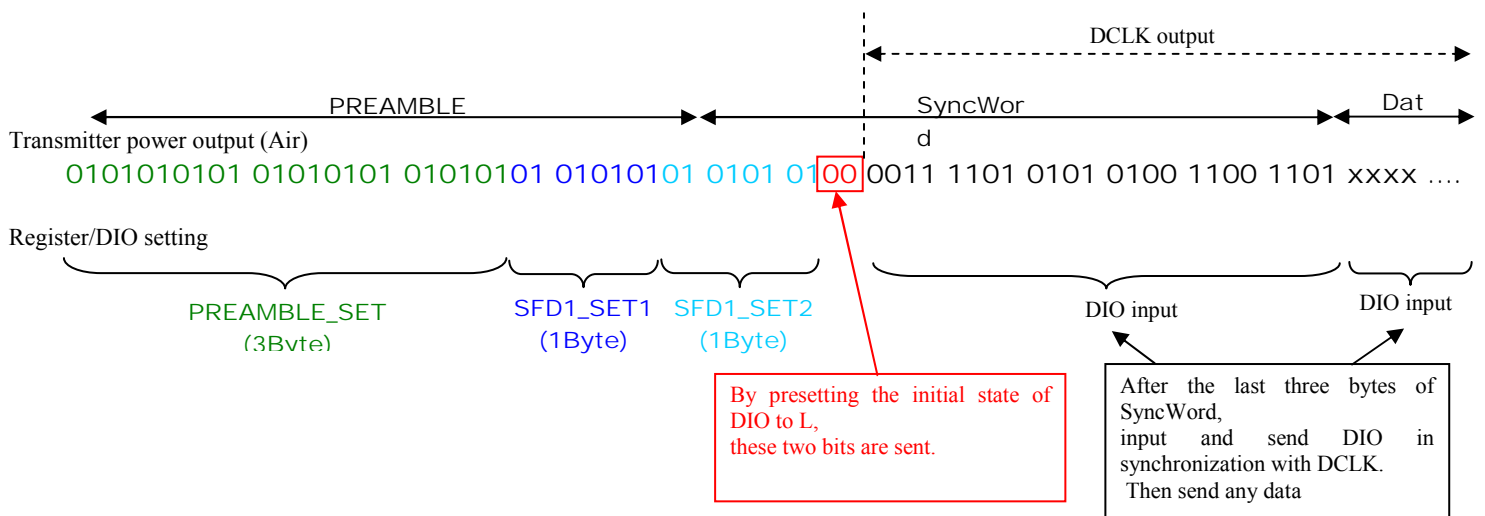 DCLK output
PREAMBLE
SyncWor
d
Dat
Transmitter power output (Air)
0101010101 01010101 01010101 01010101 0101 0100 0011 1101 0101 0100 1100 1101 xxxx ....
Register/DIO setting
PREAMBLE_SET
(3Byte)
SFD1_SET1
(1Byte)
SFD1_SET2
(1Byte)
DIO input
DIO input
By presetting the initial state of
DIO to L,
these two bits are sent.
After the last three bytes of
SyncWord,
input and send DIO in
synchronization with DCLK.
Then send any data